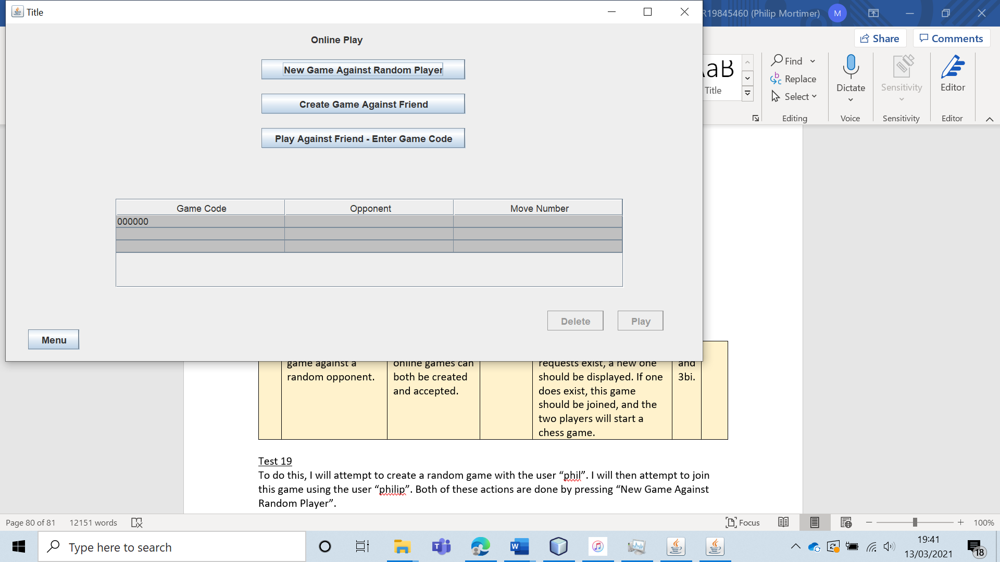 Title
Online Play
New Game Against Random Player
Create Game Against Friend
Play Against Friend - Enter Game Code
Game Code Opponent Move Number
000000
Delete Play
Menu
R19845460 (Philip Mortimer) M
Share Comments
AaB
Title
Find
Replace
Select
Editing
Dictate
Voice
Sensitivity
Sensitivity
Editor
Editor
game against a
random opponent.
online games can
both be created
and accepted.
requests exist, a new one
should be displayed. If one
does exist, this game
should be joined, and the
two players will start a
chess game.
and
3bi.
Test 19
To do this, I will attempt to create a random game with the user “phil”. I will then attempt to join
this game using the user “philip”. Both of these actions are done by pressing “New Game Against
Random Player”.
Page 80 of 81 12151 words Focus 100%
Type here to search
19:41
13/03/2021
18